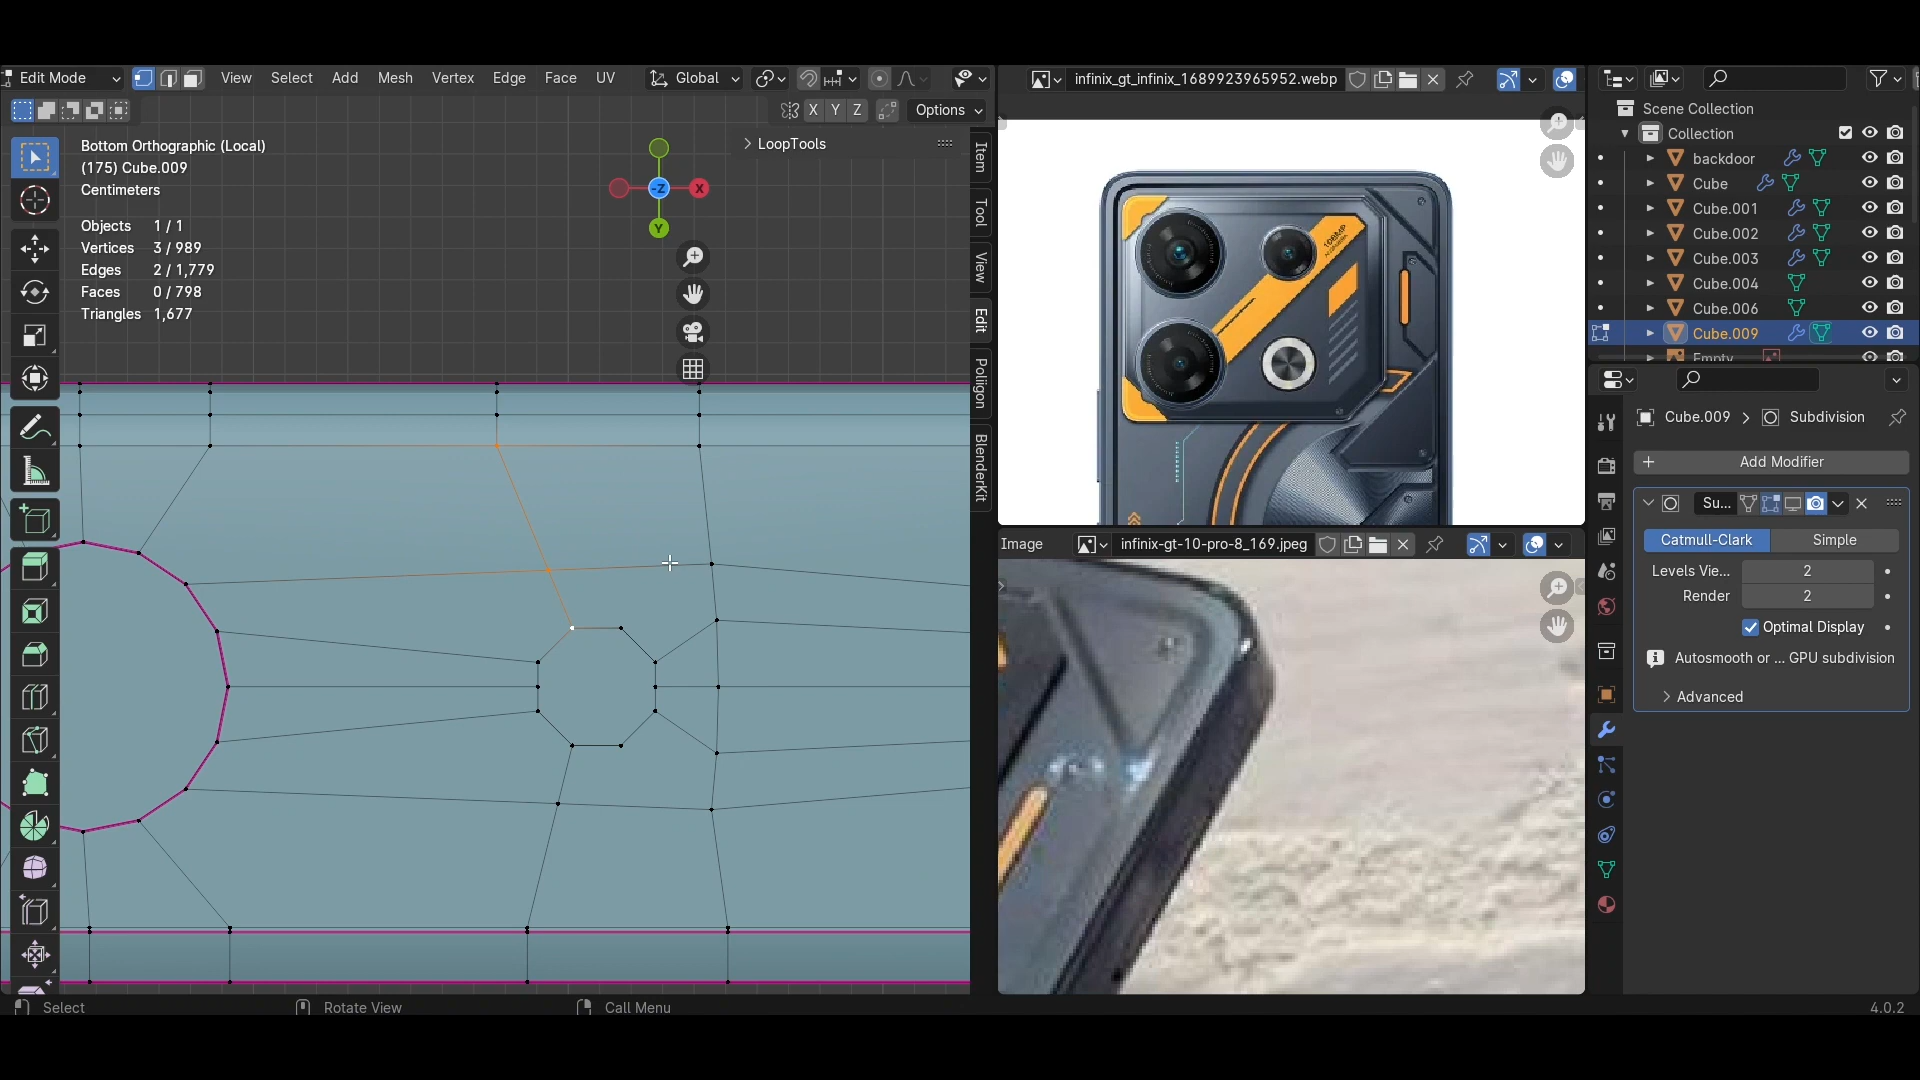 Edit Mode
View Select Add Mesh Vertex Edge Face UV
Global
X Y Z
Options
Bottom Orthographic (Local)
(175) Cube.009
Centimeters
Objects 1 / 1
Vertices 3 / 989
Edges 2 / 1,779
Faces 0 / 798
Triangles 1,677
LoopTools
-Z X
Y
Item
Tool
View
Edit
Poliigon
BlenderKit
infinix_gt_infinix_1689923965952.webp
108MP
Image
infinix-gt-10-pro-8_169.jpeg
Scene Collection
Collection
backdoor
Cube
Cube.001
Cube.002
Cube.003
Cube.004
Cube.006
Cube.009
Empty
Cube.009 Subdivision
Add Modifier
Su...
Catmull-Clark Simple
Levels Vie... 2
Render 2
Optimal Display
Autosmooth or ... GPU subdivision
Advanced
Select
Rotate View
Call Menu
4.0.2